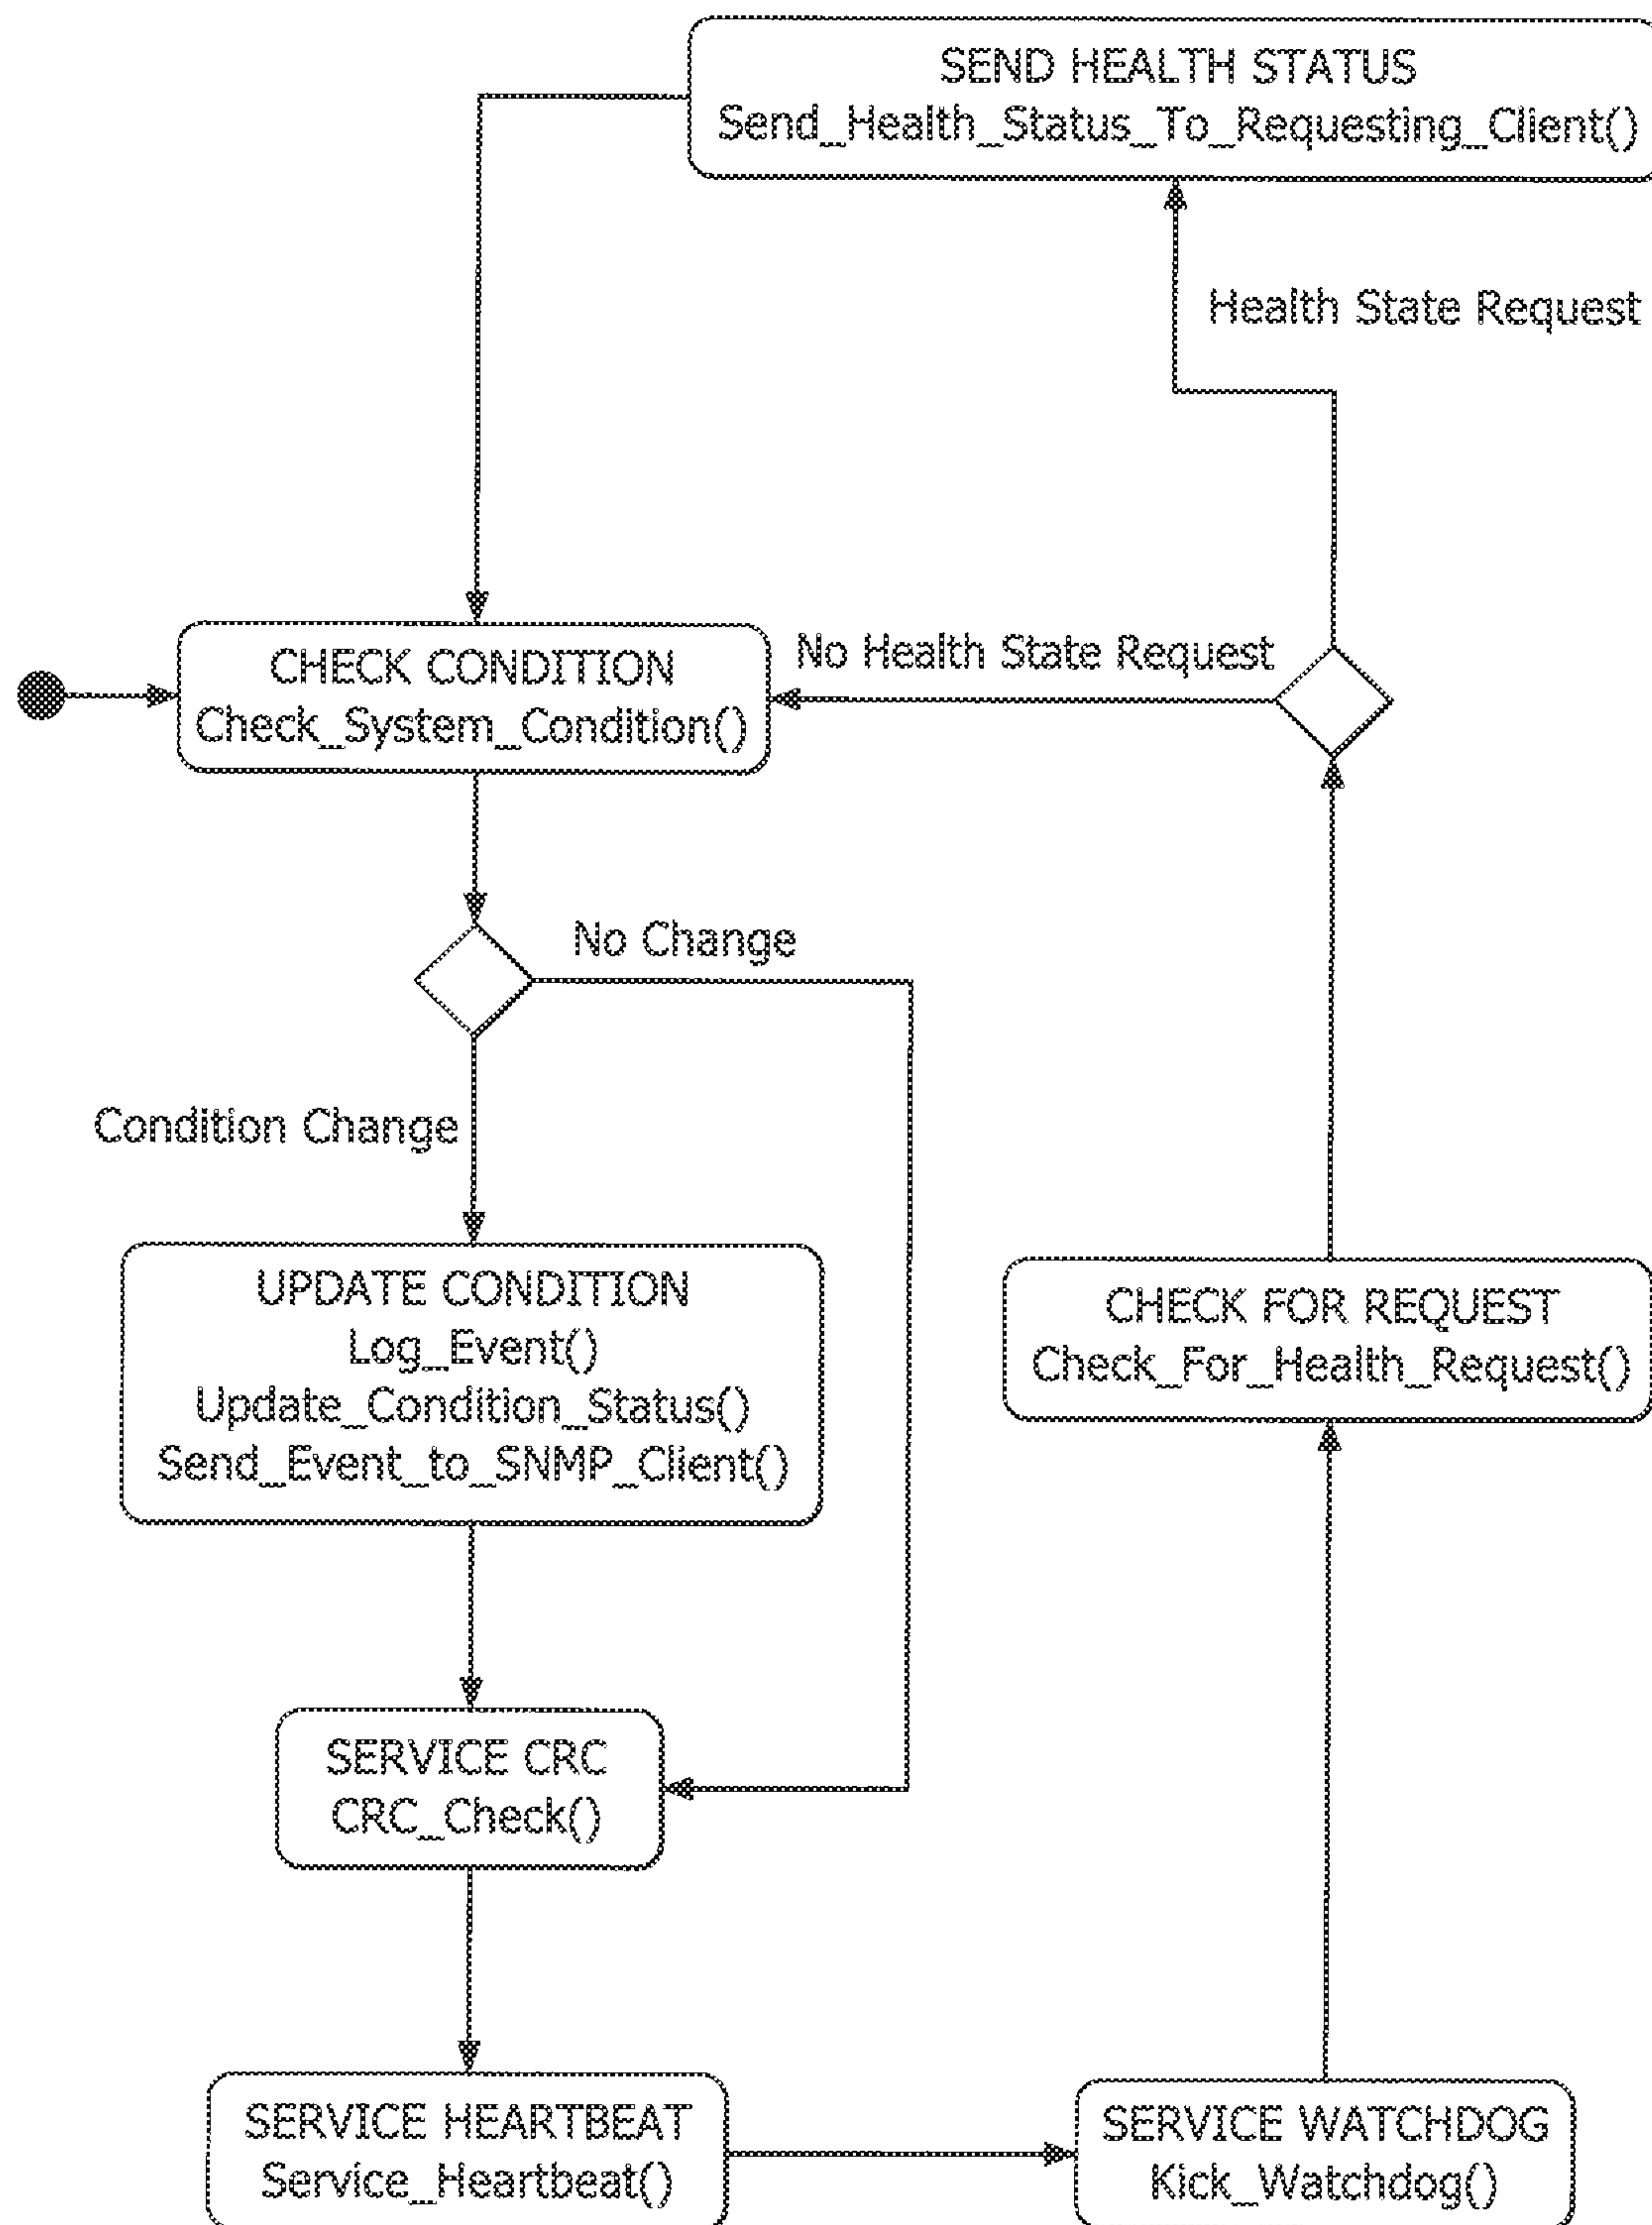 SEND HEALTH STATUS
Send_Health_Status_To_Requesting_Client()
Health State Request
CHECK CONDITION
Check_System_Condition()
No Health State Request
No Change
Condition Change
UPDATE CONDITION
Log_Event()
Update_Condition_Status()
Send_Event_to_SNMP_Client()
CHECK FOR REQUEST
Check_For_Health_Request()
SERVICE CRC
CRC_Check()
SERVICE HEARTBEAT
Service_Heartbeat()
SERVICE WATCHDOG
Kick_Watchdog()